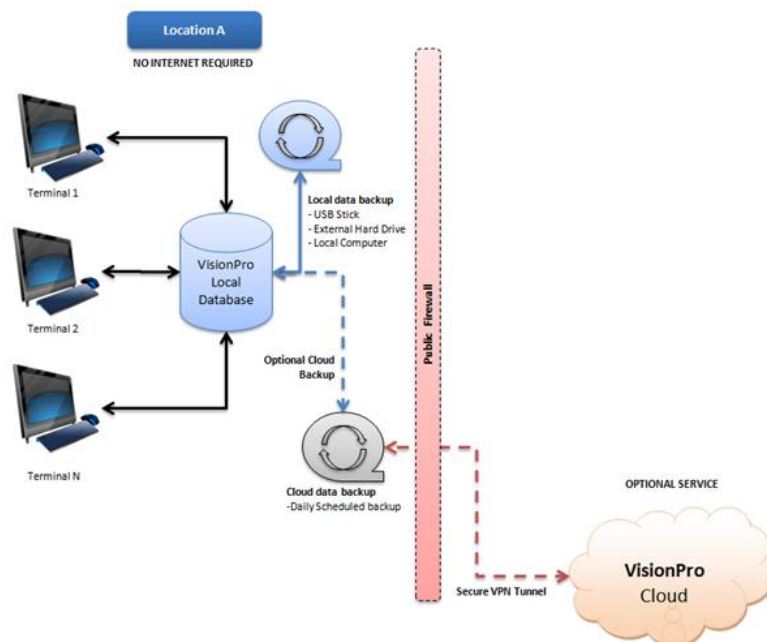 Location A
NO INTERNET REQUIRED
Terminal 1
Local data backup
- USB Stick
- External Hard Drive
- Local Computer
VisionPro
Local
Database
Terminal 2
Public Firewall
Optional Cloud
Backup
Terminal N
Cloud data backup
-Daily Scheduled backup
OPTIONAL SERVICE
VisionPro
Cloud
Secure VPN Tunnel